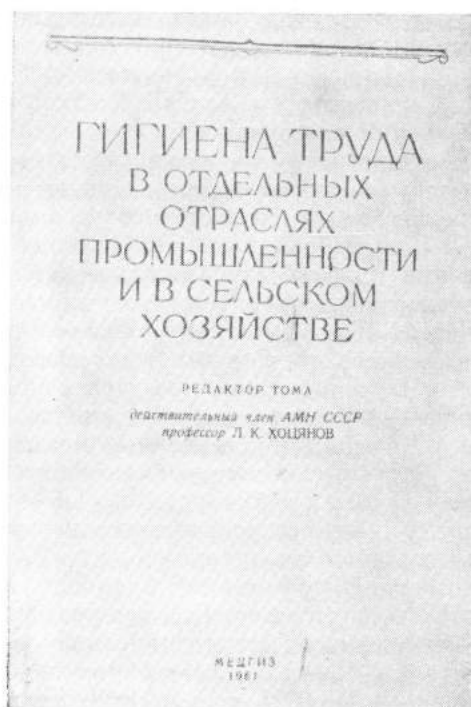 ГИГИЕНА ТРУДА
В ОТДЕЛЬНЫХ
ОТРАСЛЯХ
ПРОМЫШЛЕННОСТИ
И В СЕЛЬСКОМ
ХОЗЯЙСТВЕ
РЕДАКТОР ТОМА
действительный член АМН СССР
профессор Л. К. ХОЦЯНОВ
МЕДГИЗ
1961